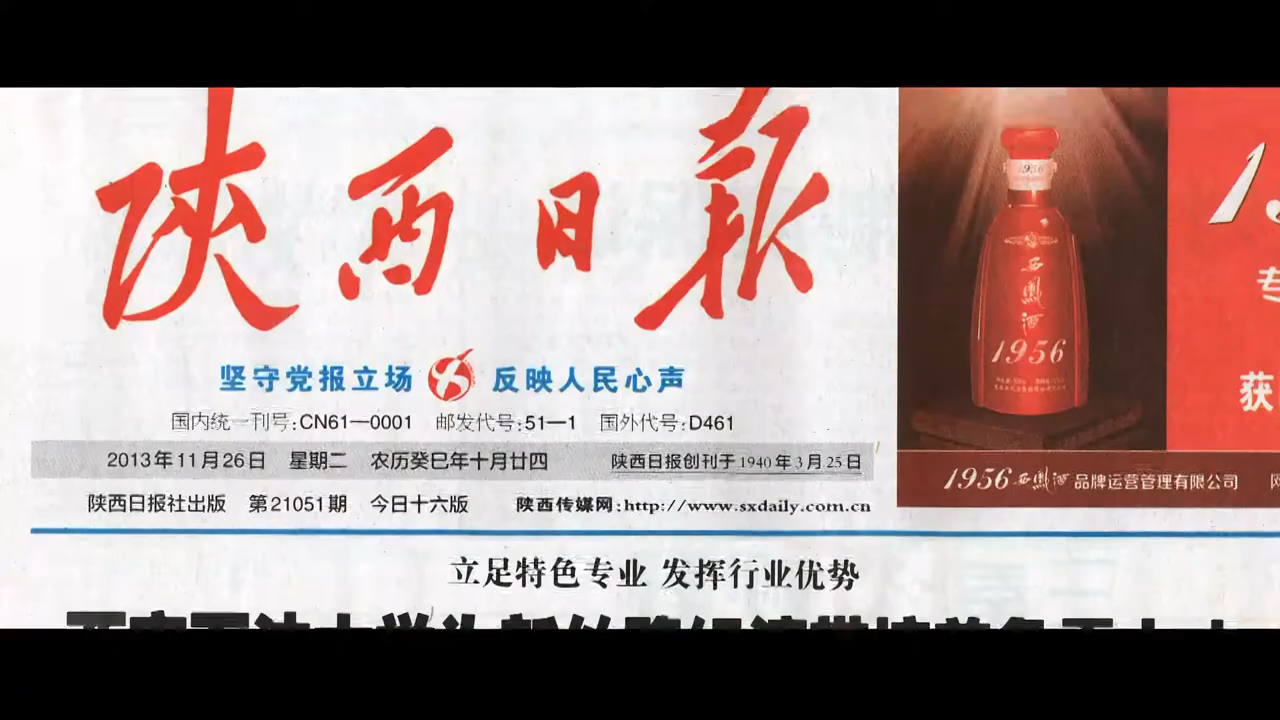 陕西日报
坚守党报立场 反映人民心声
国内统一刊号:CN61—0001 邮发代号:51—1 国外代号:D461
2013年11月26日 星期二 农历癸巳年十月廿四 陕西日报创刊于1940年3月25日
陕西日报社出版 第21051期 今日十六版 陕西传媒网:http://www.sxdaily.com.cn
立足特色专业 发挥行业优势
1956
西鳳酒
1956
1956西鳳酒品牌运营管理有限公司
专
获